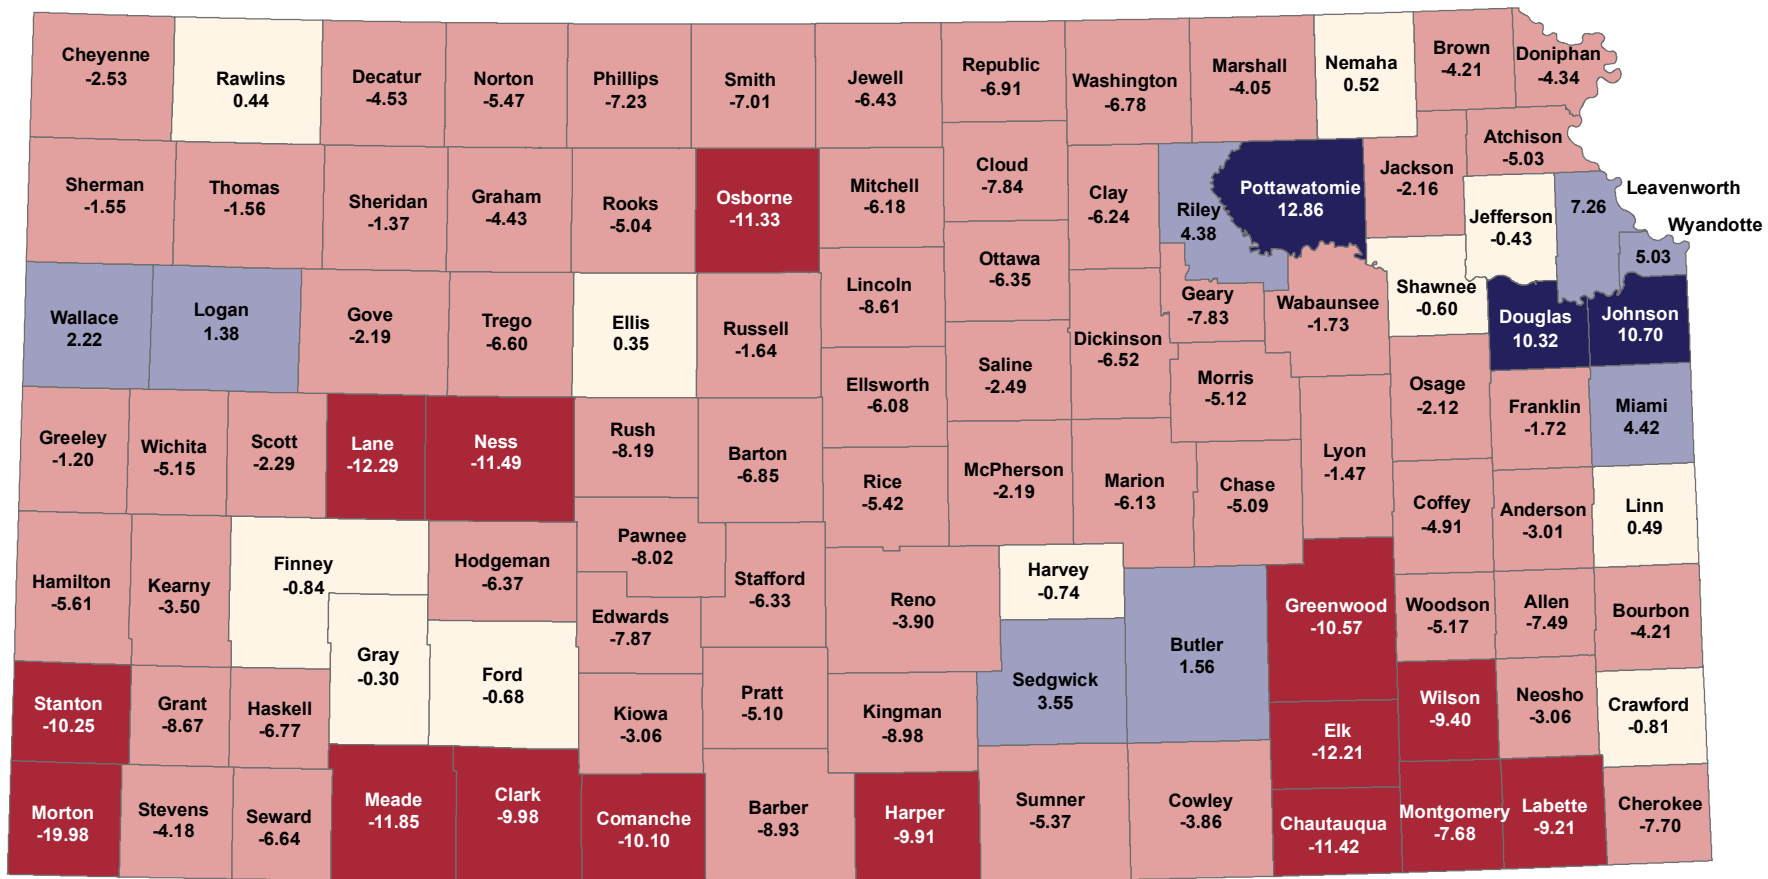 Cheyenne
-2.53
Rawlins
0.44
Decatur
-4.53
Norton
-5.47
Phillips
-7.23
Smith
-7.01
Jewell
-6.43
Republic
-6.91
Washington
-6.78
Marshall
-4.05
Nemaha
0.52
Brown
-4.21
Doniphan
-4.34
Sherman
-1.55
Thomas
-1.56
Sheridan
-1.37
Graham
-4.43
Rooks
-5.04
Osborne
-11.33
Mitchell
-6.18
Cloud
-7.84
Clay
-6.24
Riley
4.38
Pottawatomie
12.86
Jackson
-2.16
Atchison
-5.03
Jefferson
-0.43
Leavenworth
7.26
Wyandotte
5.03
Wallace
2.22
Logan
1.38
Gove
-2.19
Trego
-6.60
Ellis
0.35
Russell
-1.64
Lincoln
-8.61
Ottawa
-6.35
Dickinson
-6.52
Geary
-7.83
Wabaunsee
-1.73
Shawnee
-0.60
Douglas
10.32
Johnson
10.70
Ellsworth
-6.08
Saline
-2.49
Morris
-5.12
Osage
-2.12
Franklin
-1.72
Miami
4.42
Greeley
-1.20
Wichita
-5.15
Scott
-2.29
Lane
-12.29
Ness
-11.49
Rush
-8.19
Barton
-6.85
Rice
-5.42
McPherson
-2.19
Marion
-6.13
Chase
-5.09
Lyon
-1.47
Coffey
-4.91
Anderson
-3.01
Linn
0.49
Hamilton
-5.61
Kearny
-3.50
Finney
-0.84
Hodgeman
-6.37
Pawnee
-8.02
Stafford
-6.33
Edwards
-7.87
Reno
-3.90
Harvey
-0.74
Greenwood
-10.57
Woodson
-5.17
Allen
-7.49
Bourbon
-4.21
Gray
-0.30
Ford
-0.68
Sedgwick
3.55
Butler
1.56
Stanton
-10.25
Grant
-8.67
Haskell
-6.77
Kiowa
-3.06
Pratt
-5.10
Kingman
-8.98
Elk
-12.21
Wilson
-9.40
Neosho
-3.06
Crawford
-0.81
Morton
-19.98
Stevens
-4.18
Seward
-6.64
Meade
-11.85
Clark
-9.98
Comanche
-10.10
Barber
-8.93
Harper
-9.91
Sumner
-5.37
Cowley
-3.86
Chautauqua
-11.42
Montgomery
-7.68
Labette
-9.21
Cherokee
-7.70